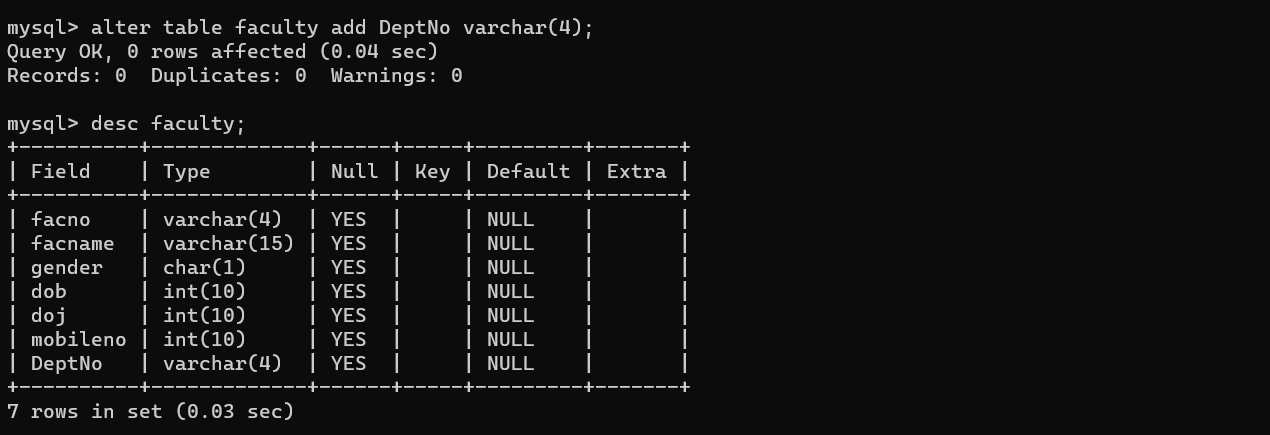 mysql> alter table faculty add DeptNo varchar(4);
Query OK, 0 rows affected (0.04 sec)
Records: 0  Duplicates: 0  Warnings: 0
mysql> desc faculty;
+----------+-------------+------+-----+---------+-------+
| Field    | Type        | Null | Key | Default | Extra |
+----------+-------------+------+-----+---------+-------+
| facno    | varchar(4)  | YES  |     | NULL    |       |
| facname  | varchar(15) | YES  |     | NULL    |       |
| gender   | char(1)     | YES  |     | NULL    |       |
| dob      | int(10)     | YES  |     | NULL    |       |
| doj      | int(10)     | YES  |     | NULL    |       |
| mobileno | int(10)     | YES  |     | NULL    |       |
| DeptNo   | varchar(4)  | YES  |     | NULL    |       |
+----------+-------------+------+-----+---------+-------+
7 rows in set (0.03 sec)